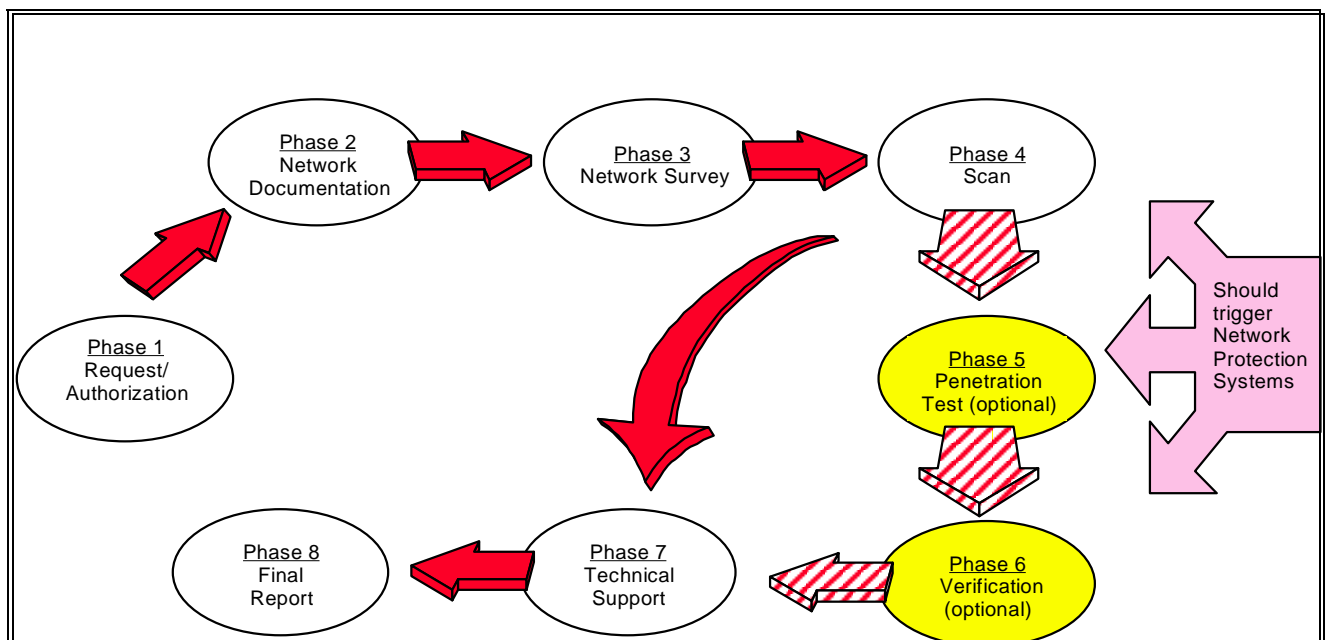 Phase 1
Request/
Authorization
Phase 2
Network
Documentation
Phase 3
Network Survey
Phase 4
Scan
Should
trigger
Network
Protection
Systems
Phase 5
Penetration
Test (optional)
Phase 6
Verification
(optional)
Phase 7
Technical
Support
Phase 8
Final
Report